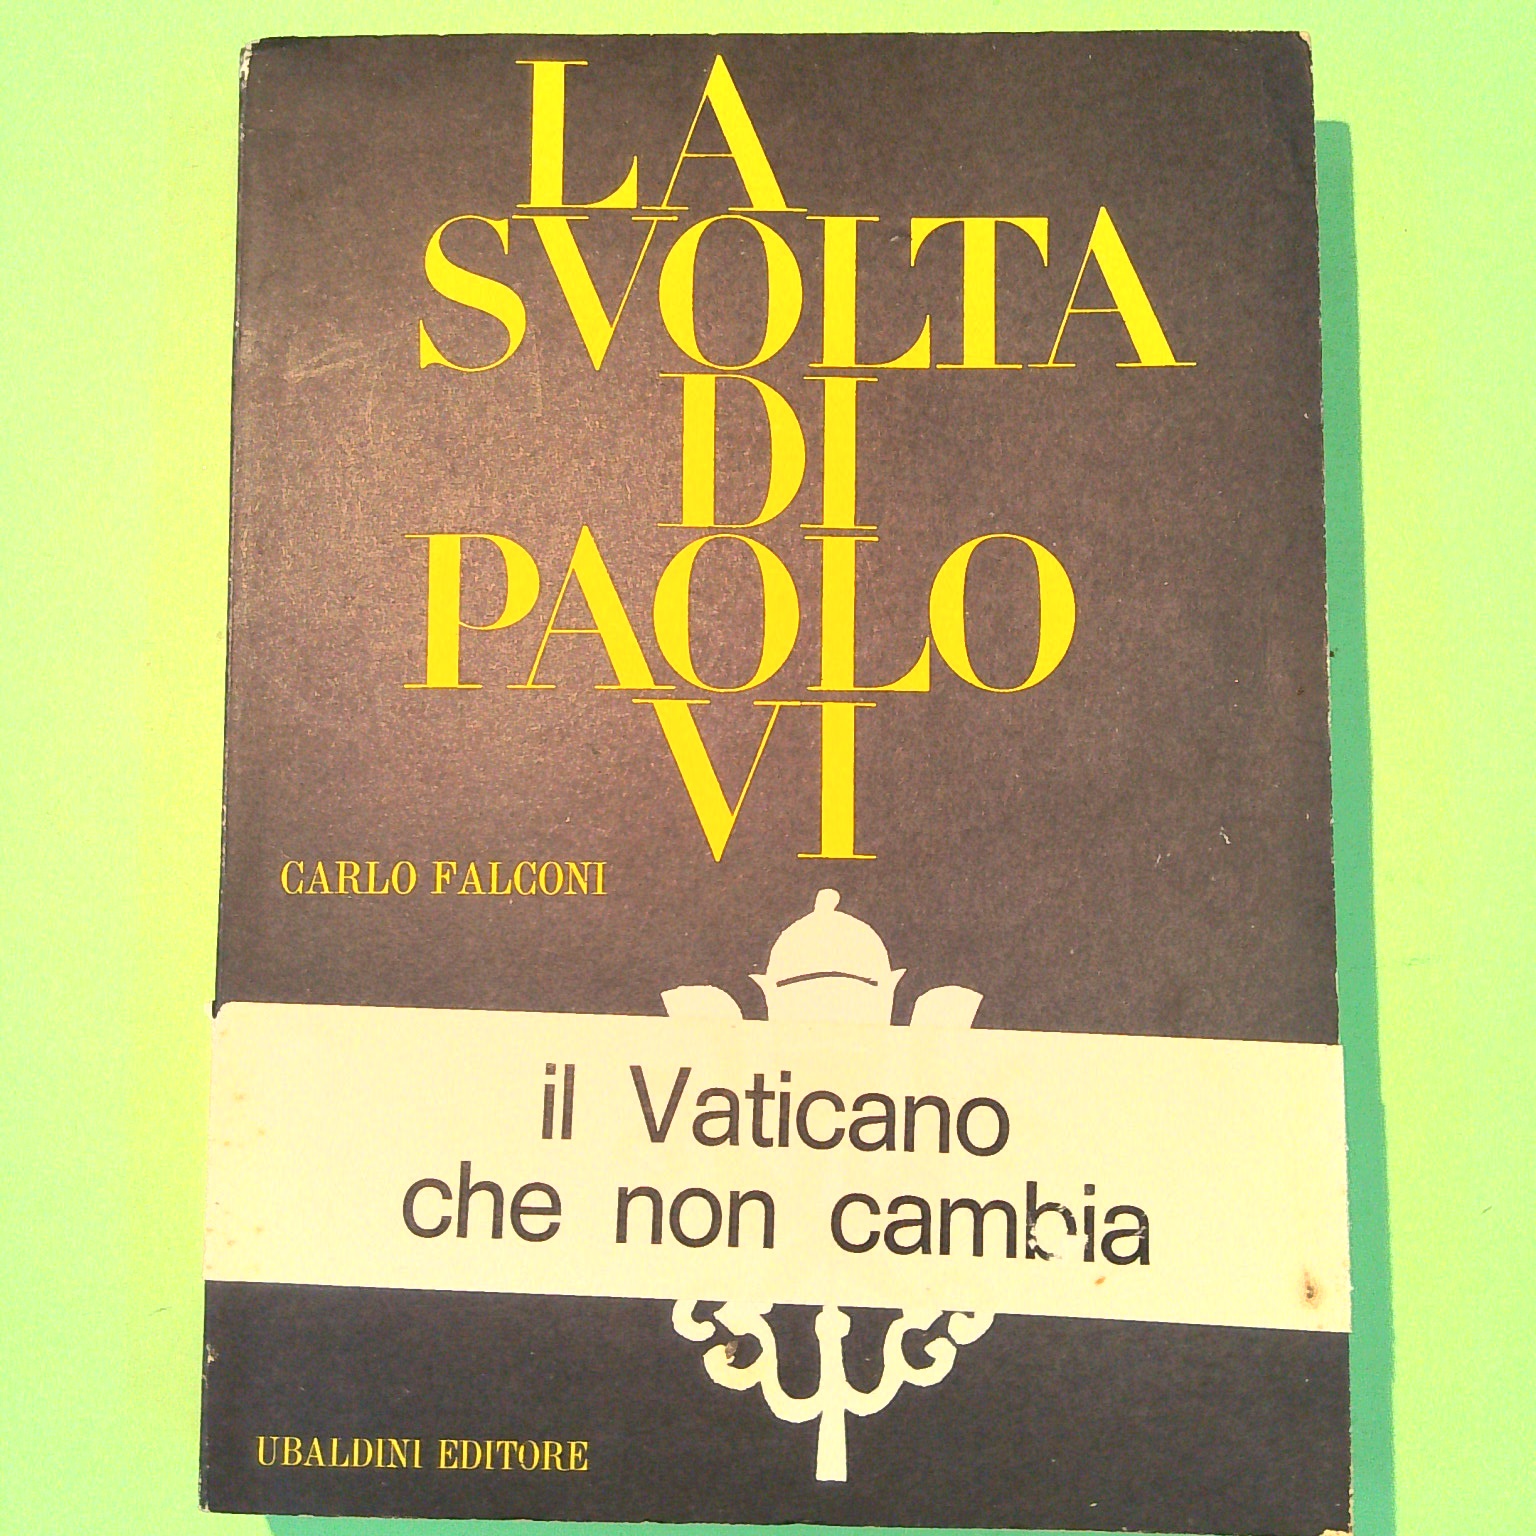 LA
SVOLTA
DI
PAOLO
VI
CARLO FALCONI
il Vaticano
che non cambia
UBALDINI EDITORE